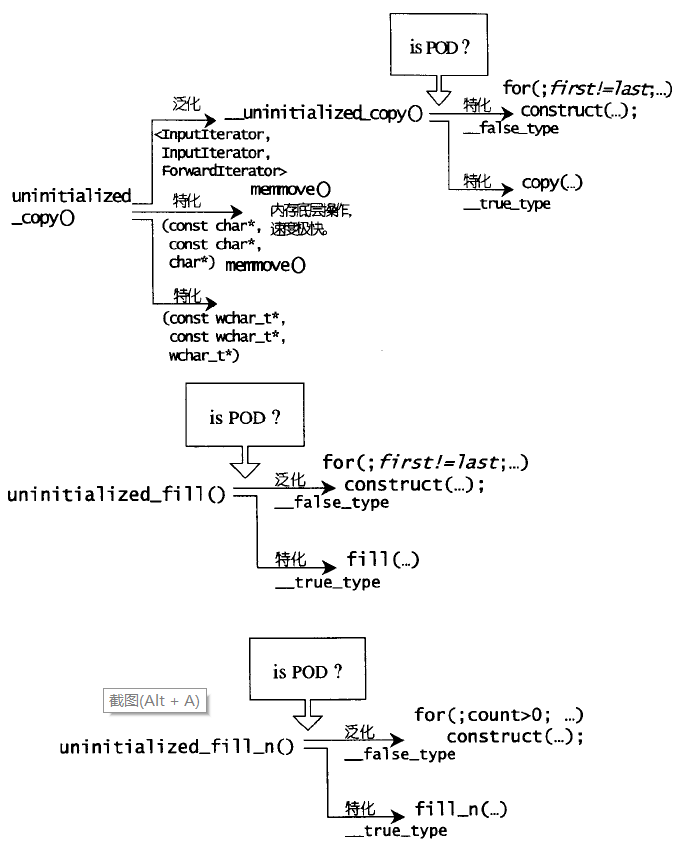 is POD ?
泛化
__uninitialized_copy()
<InputIterator,
InputIterator,
ForwardIterator>
特化
__false_type
for(;first!=last;…)
construct(…);
特化
__true_type
copy(…)
uninitialized
_copy()
特化
(const char*,
const char*,
char*)
memmove()
内存底层操作,
速度极快。
memmove()
特化
(const wchar_t*,
const wchar_t*,
wchar_t*)
is POD ?
uninitialized_fill()
泛化
__false_type
for(;first!=last;…)
construct(…);
特化
__true_type
fill(…)
is POD ?
截图(Alt + A)
uninitialized_fill_n()
泛化
__false_type
for(;count>0; …)
construct(…);
特化
__true_type
fill_n(…)